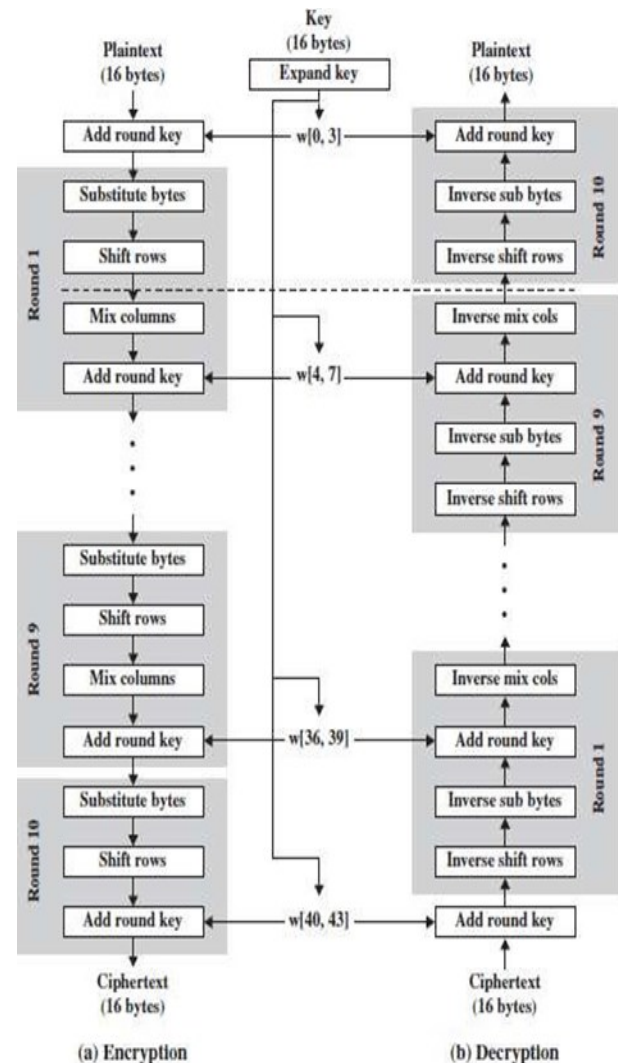 Key
(16 bytes)
Expand key
Plaintext
(16 bytes)
Add round key
Substitute bytes
Shift rows
Mix columns
Add round key
Round 1
Substitute bytes
Shift rows
Mix columns
Add round key
Round 9
Substitute bytes
Shift rows
Add round key
Round 10
Ciphertext
(16 bytes)
(a) Encryption
w[0, 3]
w[4, 7]
w[36, 39]
w[40, 43]
Plaintext
(16 bytes)
Add round key
Inverse sub bytes
Inverse shift rows
Round 10
Inverse mix cols
Add round key
Inverse sub bytes
Inverse shift rows
Round 9
Inverse mix cols
Add round key
Inverse sub bytes
Inverse shift rows
Round 1
Add round key
Ciphertext
(16 bytes)
(b) Decryption